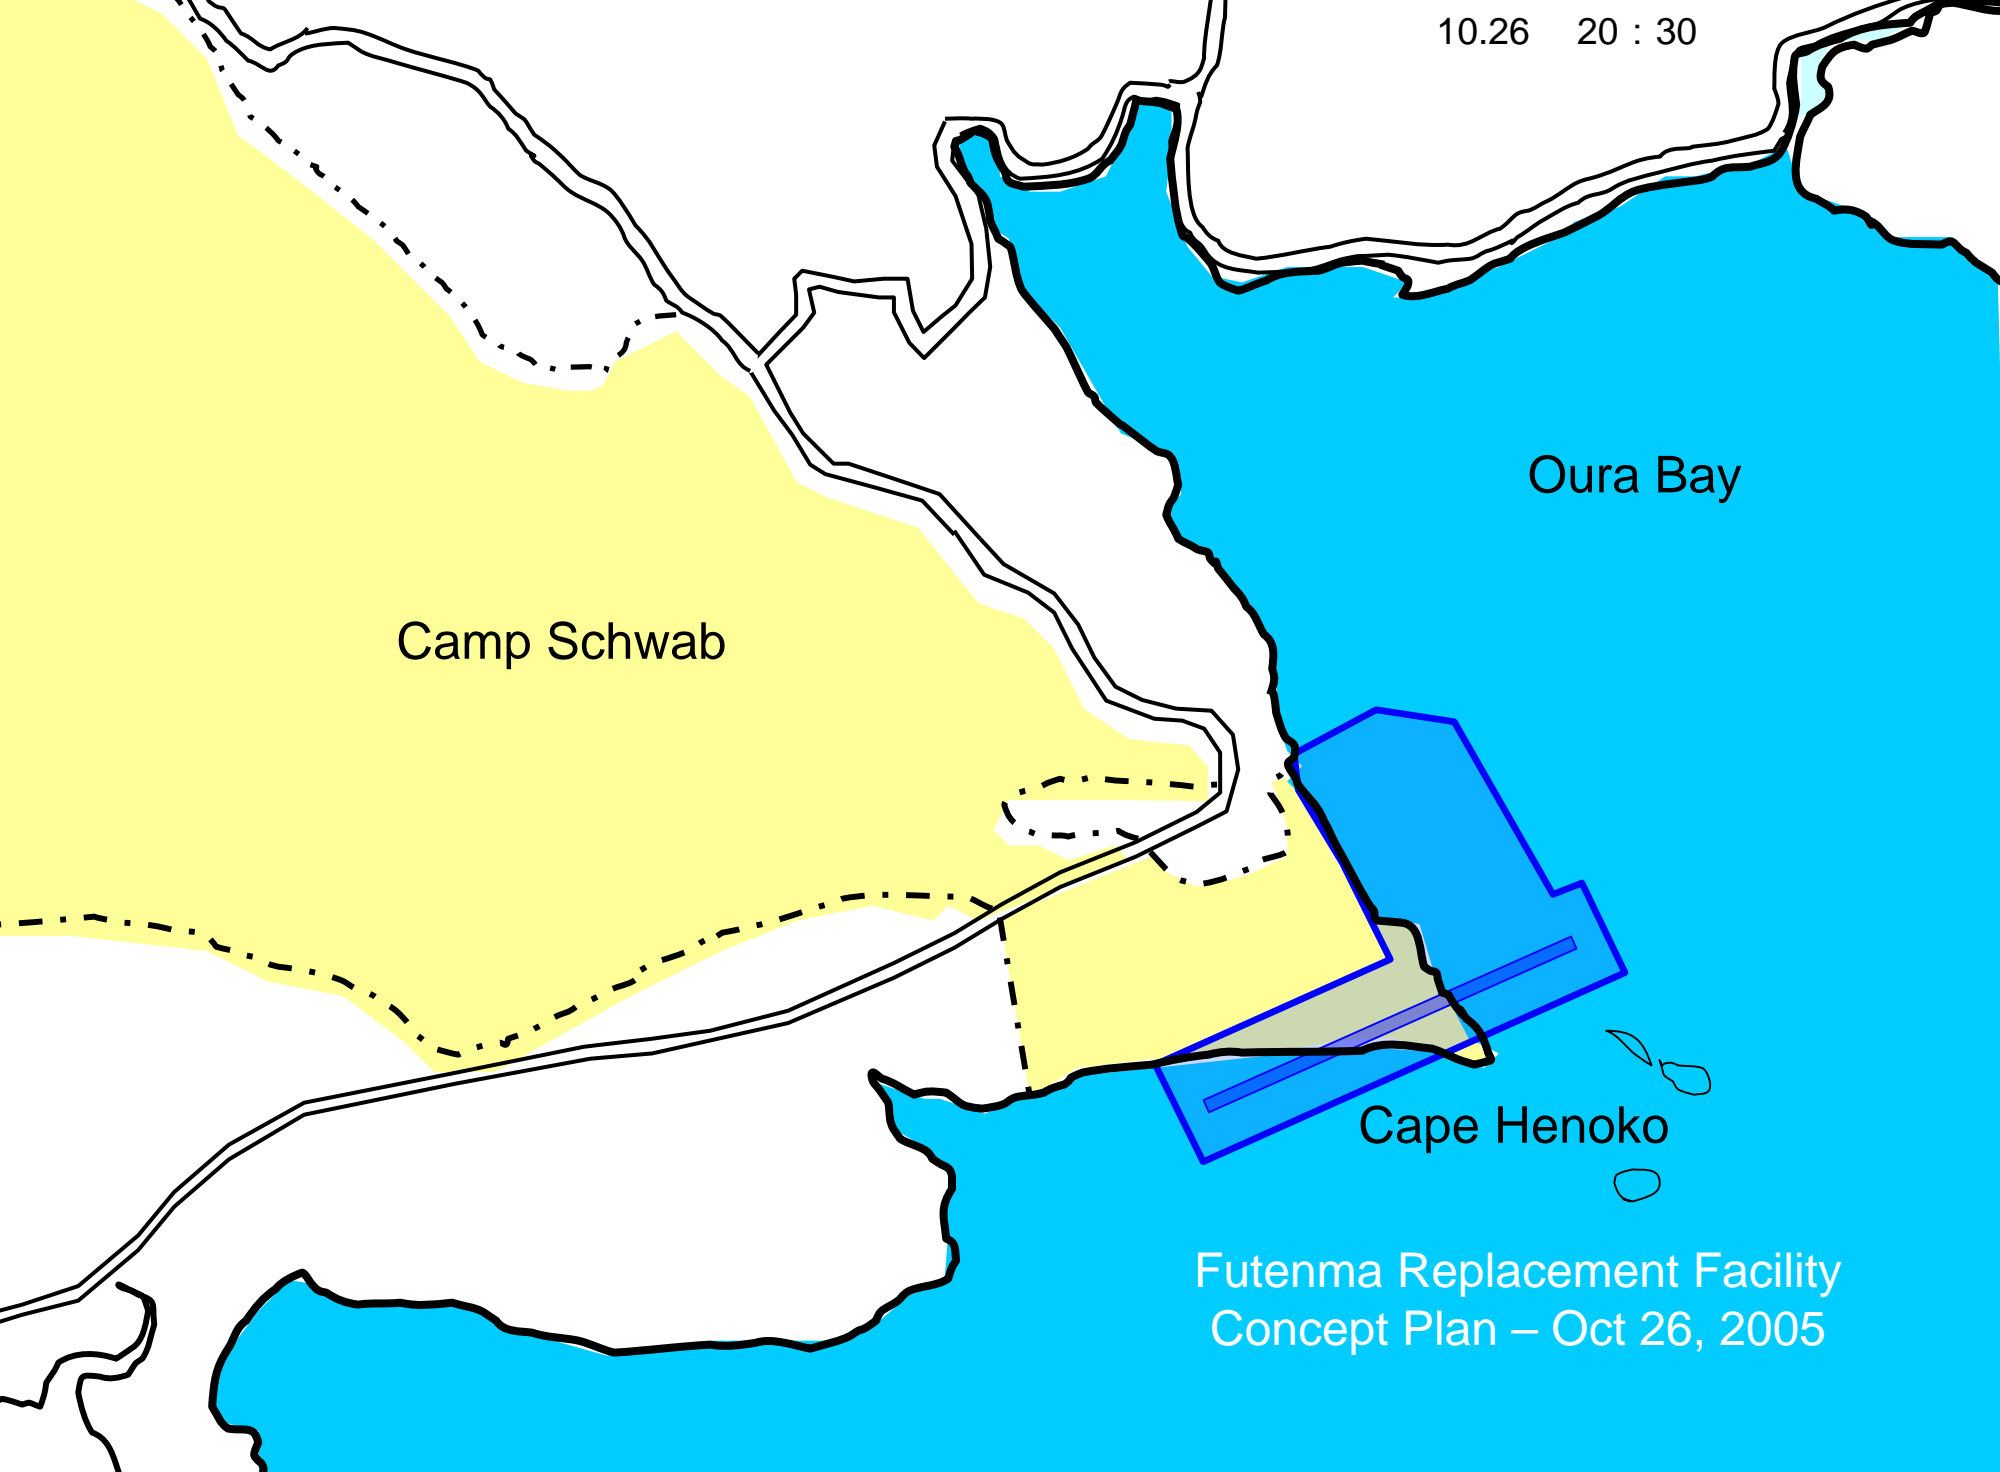 10.26 20 : 30
Oura Bay
Camp Schwab
Cape Henoko
Futenma Replacement Facility
Concept Plan – Oct 26, 2005